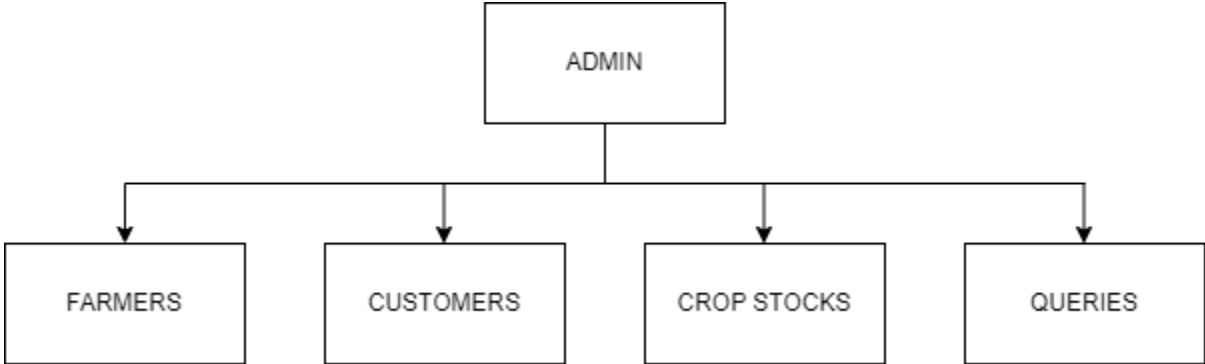 ADMIN
FARMERS
CUSTOMERS
CROP STOCKS
QUERIES